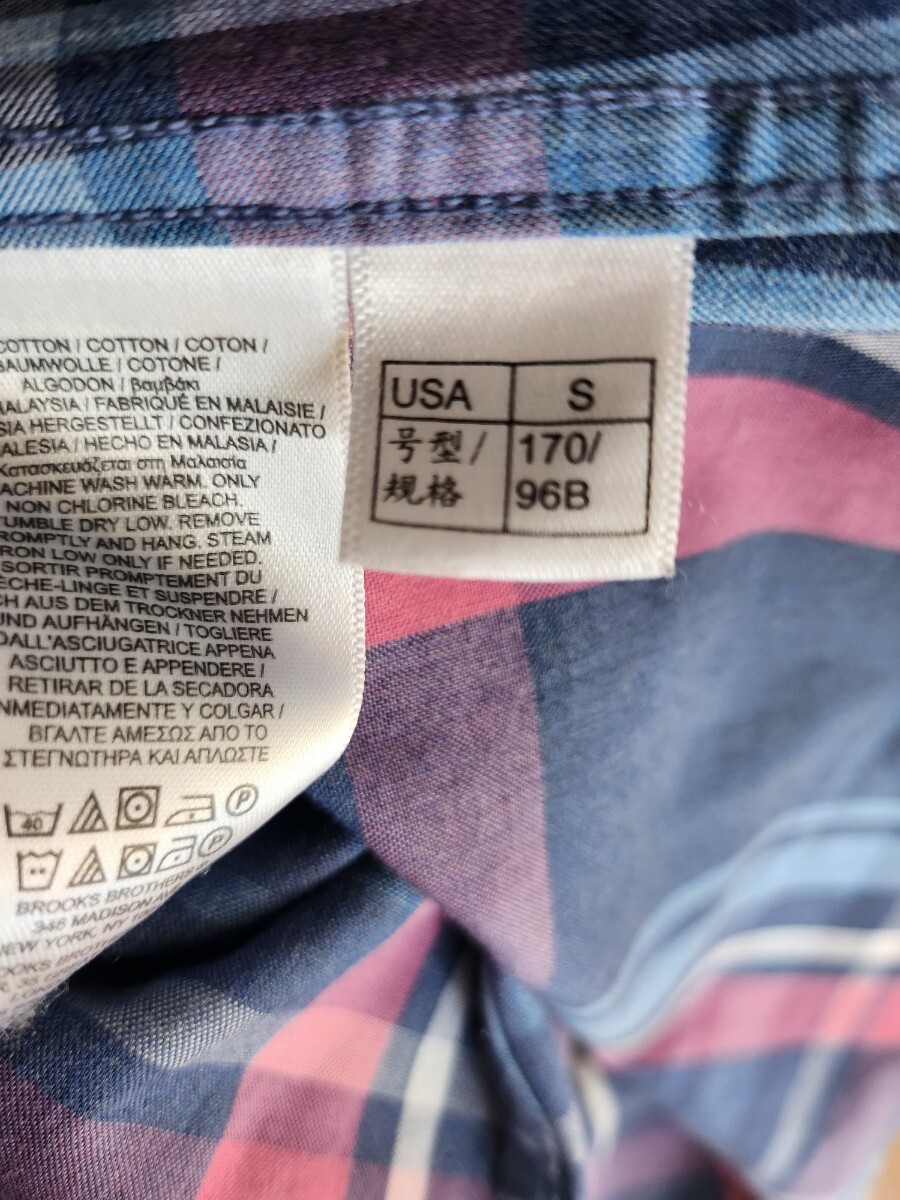 COTTON / COTTON / COTON /
BAUMWOLLE / COTONE /
ALGODON / βαμβάκι
MALAYSIA / FABRIQUÉ EN MALAISIE /
HERGESTELLT / CONFEZIONATO
/ HECHO EN MALASIA /
Κατασκευάζεται στη Μαλαισία
MACHINE WASH WARM. ONLY
NON CHLORINE BLEACH.
TUMBLE DRY LOW. REMOVE
PROMPTLY AND HANG. STEAM
IRON LOW ONLY IF NEEDED.
SORTIR PROMPTEMENT DU
SÈCHE-LINGE ET SUSPENDRE /
AUS DEM TROCKNER NEHMEN
UND AUFHÄNGEN / TOGLIERE
DALL'ASCIUGATRICE APPENA
ASCIUTTO E APPENDERE /
RETIRAR DE LA SECADORA
INMEDIATAMENTE Y COLGAR /
ΒΓΑΛΤΕ ΑΜΕΣΩΣ ΑΠΟ ΤΟ
ΣΤΕΓΝΩΤΗΡΑ ΚΑΙ ΑΠΛΩΣΤΕ
40 P
P
BROOKS BROTHERS
346 MADISON
NEW YORK, NY
USA S
号型/ 170/
规格 96B